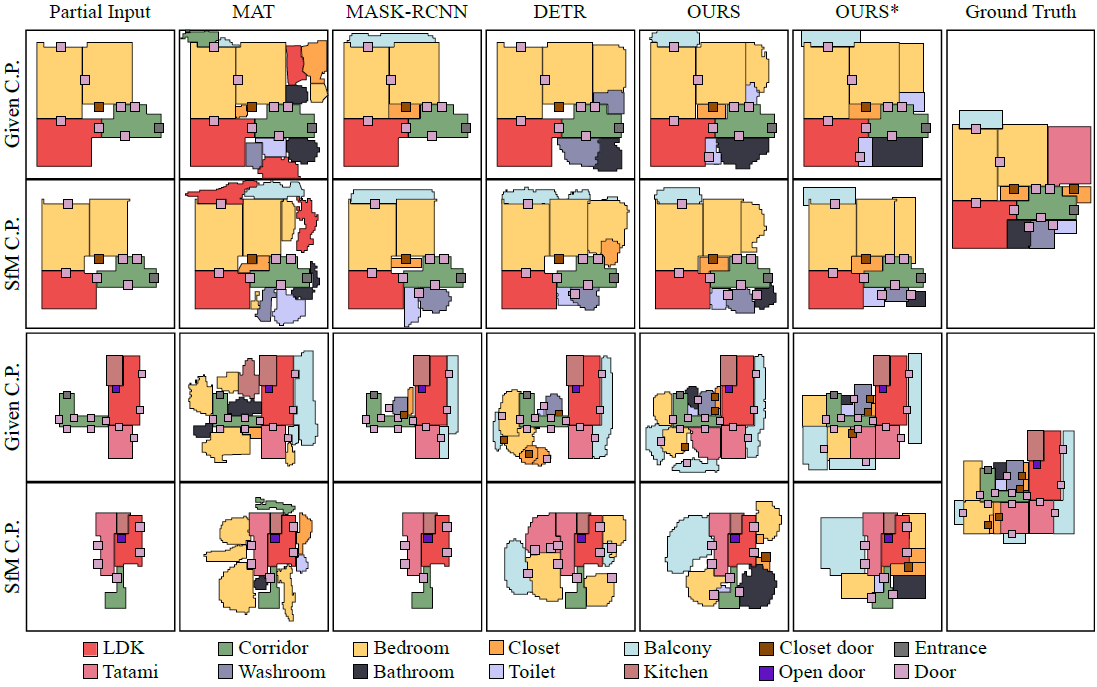 Partial Input MAT MASK-RCNN DETR OURS OURS* Ground Truth
Given C.P.
SfM C.P.
Given C.P.
SfM C.P.
LDK Corridor Bedroom Closet Balcony Closet door Entrance
Tatami Washroom Bathroom Toilet Kitchen Open door Door